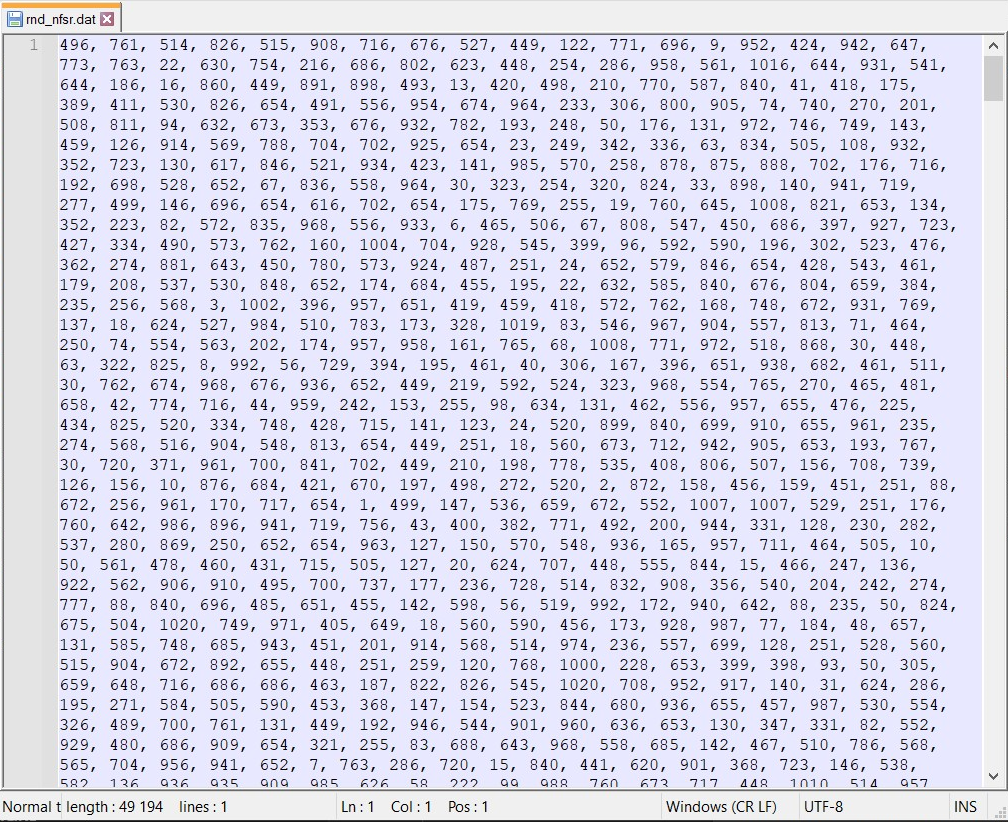 rnd_nfsr.dat
1
496, 761, 514, 826, 515, 908, 716, 676, 527, 449, 122, 771, 696, 9, 952, 424, 942, 647,
773, 763, 22, 630, 754, 216, 686, 802, 623, 448, 254, 286, 958, 561, 1016, 644, 931, 541,
644, 186, 16, 860, 449, 891, 898, 493, 13, 420, 498, 210, 770, 587, 840, 41, 418, 175,
389, 411, 530, 826, 654, 491, 556, 954, 674, 964, 233, 306, 800, 905, 74, 740, 270, 201,
508, 811, 94, 632, 673, 353, 676, 932, 782, 193, 248, 50, 176, 131, 972, 746, 749, 143,
459, 126, 914, 569, 788, 704, 702, 925, 654, 23, 249, 342, 336, 63, 834, 505, 108, 932,
352, 723, 130, 617, 846, 521, 934, 423, 141, 985, 570, 258, 878, 875, 888, 702, 176, 716,
192, 698, 528, 652, 67, 836, 558, 964, 30, 323, 254, 320, 824, 33, 898, 140, 941, 719,
277, 499, 146, 696, 654, 616, 702, 654, 175, 769, 255, 19, 760, 645, 1008, 821, 653, 134,
352, 223, 82, 572, 835, 968, 556, 933, 6, 465, 506, 67, 808, 547, 450, 686, 397, 927, 723,
427, 334, 490, 573, 762, 160, 1004, 704, 928, 545, 399, 96, 592, 590, 196, 302, 523, 476,
362, 274, 881, 643, 450, 780, 573, 924, 487, 251, 24, 652, 579, 846, 654, 428, 543, 461,
179, 208, 537, 530, 848, 652, 174, 684, 455, 195, 22, 632, 585, 840, 676, 804, 659, 384,
235, 256, 568, 3, 1002, 396, 957, 651, 419, 459, 418, 572, 762, 168, 748, 672, 931, 769,
137, 18, 624, 527, 984, 510, 783, 173, 328, 1019, 83, 546, 967, 904, 557, 813, 71, 464,
250, 74, 554, 563, 202, 174, 957, 958, 161, 765, 68, 1008, 771, 972, 518, 868, 30, 448,
63, 322, 825, 8, 992, 56, 729, 394, 195, 461, 40, 306, 167, 396, 651, 938, 682, 461, 511,
30, 762, 674, 968, 676, 936, 652, 449, 219, 592, 524, 323, 968, 554, 765, 270, 465, 481,
658, 42, 774, 716, 44, 959, 242, 153, 255, 98, 634, 131, 462, 556, 957, 655, 476, 225,
434, 825, 520, 334, 748, 428, 715, 141, 123, 24, 520, 899, 840, 699, 910, 655, 961, 235,
274, 568, 516, 904, 548, 813, 654, 449, 251, 18, 560, 673, 712, 942, 905, 653, 193, 767,
30, 720, 371, 961, 700, 841, 702, 449, 210, 198, 778, 535, 408, 806, 507, 156, 708, 739,
126, 156, 10, 876, 684, 421, 670, 197, 498, 272, 520, 2, 872, 158, 456, 159, 451, 251, 88,
672, 256, 961, 170, 717, 654, 1, 499, 147, 536, 659, 672, 552, 1007, 1007, 529, 251, 176,
760, 642, 986, 896, 941, 719, 756, 43, 400, 382, 771, 492, 200, 944, 331, 128, 230, 282,
537, 280, 869, 250, 652, 654, 963, 127, 150, 570, 548, 936, 165, 957, 711, 464, 505, 10,
50, 561, 478, 460, 431, 715, 505, 127, 20, 624, 707, 448, 555, 844, 15, 466, 247, 136,
922, 562, 906, 910, 495, 700, 737, 177, 236, 728, 514, 832, 908, 356, 540, 204, 242, 274,
777, 88, 840, 696, 485, 651, 455, 142, 598, 56, 519, 992, 172, 940, 642, 88, 235, 50, 824,
675, 504, 1020, 749, 971, 405, 649, 18, 560, 590, 456, 173, 928, 987, 77, 184, 48, 657,
131, 585, 748, 685, 943, 451, 201, 914, 568, 514, 974, 236, 557, 699, 128, 251, 528, 560,
515, 904, 672, 892, 655, 448, 251, 259, 120, 768, 1000, 228, 653, 399, 398, 93, 50, 305,
659, 648, 716, 686, 686, 463, 187, 822, 826, 545, 1020, 708, 952, 917, 140, 31, 624, 286,
195, 271, 584, 505, 590, 453, 368, 147, 154, 523, 844, 680, 936, 655, 457, 987, 530, 554,
326, 489, 700, 761, 131, 449, 192, 946, 544, 901, 960, 636, 653, 130, 347, 331, 82, 552,
929, 480, 686, 909, 654, 321, 255, 83, 688, 643, 968, 558, 685, 142, 467, 510, 786, 568,
565, 704, 956, 941, 652, 7, 763, 286, 720, 15, 840, 441, 620, 901, 368, 723, 146, 538,
582, 136, 936, 935, 909, 985, 626, 58, 222, 99, 988, 760, 673, 717, 448, 1010, 514, 957
Normal t length : 49 194 lines : 1 Ln : 1 Col : 1 Pos : 1 Windows (CR LF) UTF-8 INS